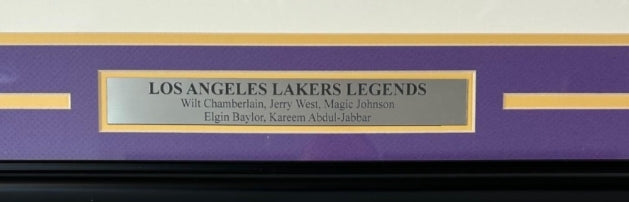 LOS ANGELES LAKERS LEGENDS
Wilt Chamberlain, Jerry West, Magic Johnson
Elgin Baylor, Kareem Abdul-Jabbar